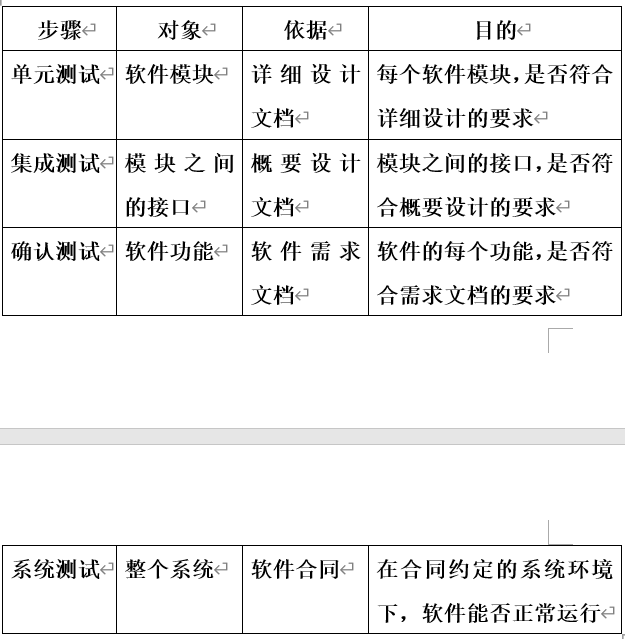 步骤 对象 依据 目的
单元测试 软件模块 详细设计 每个软件模块,是否符合
文档 详细设计的要求
集成测试 模块之间 概要设计 模块之间的接口,是否符
的接口 文档 合概要设计的要求
确认测试 软件功能 软件需求 软件的每个功能,是否符
文档 合需求文档的要求
系统测试 整个系统 软件合同 在合同约定的系统环境
下，软件能否正常运行